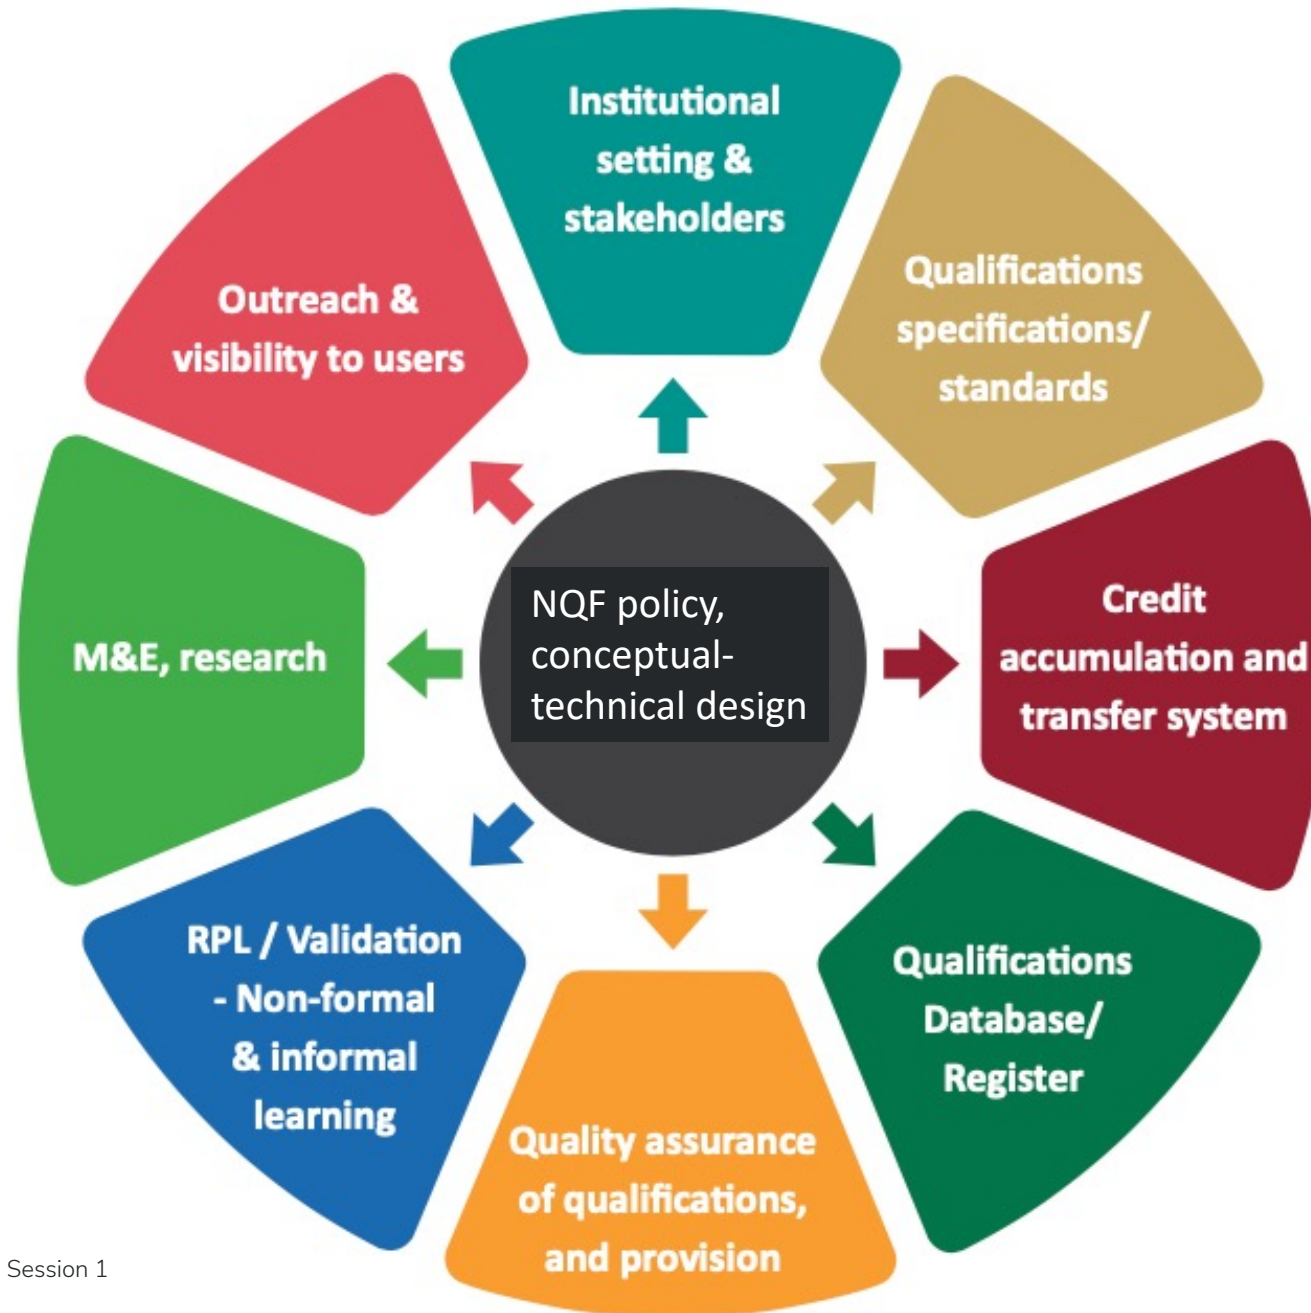 Institutional
setting &
stakeholders
Qualifications
specifications/
standards
Credit
accumulation and
transfer system
Qualifications
Database/
Register
Quality assurance
of qualifications,
and provision
RPL / Validation
- Non-formal
& informal
learning
M&E, research
Outreach &
visibility to users
NQF policy,
conceptual-
technical design
Session 1